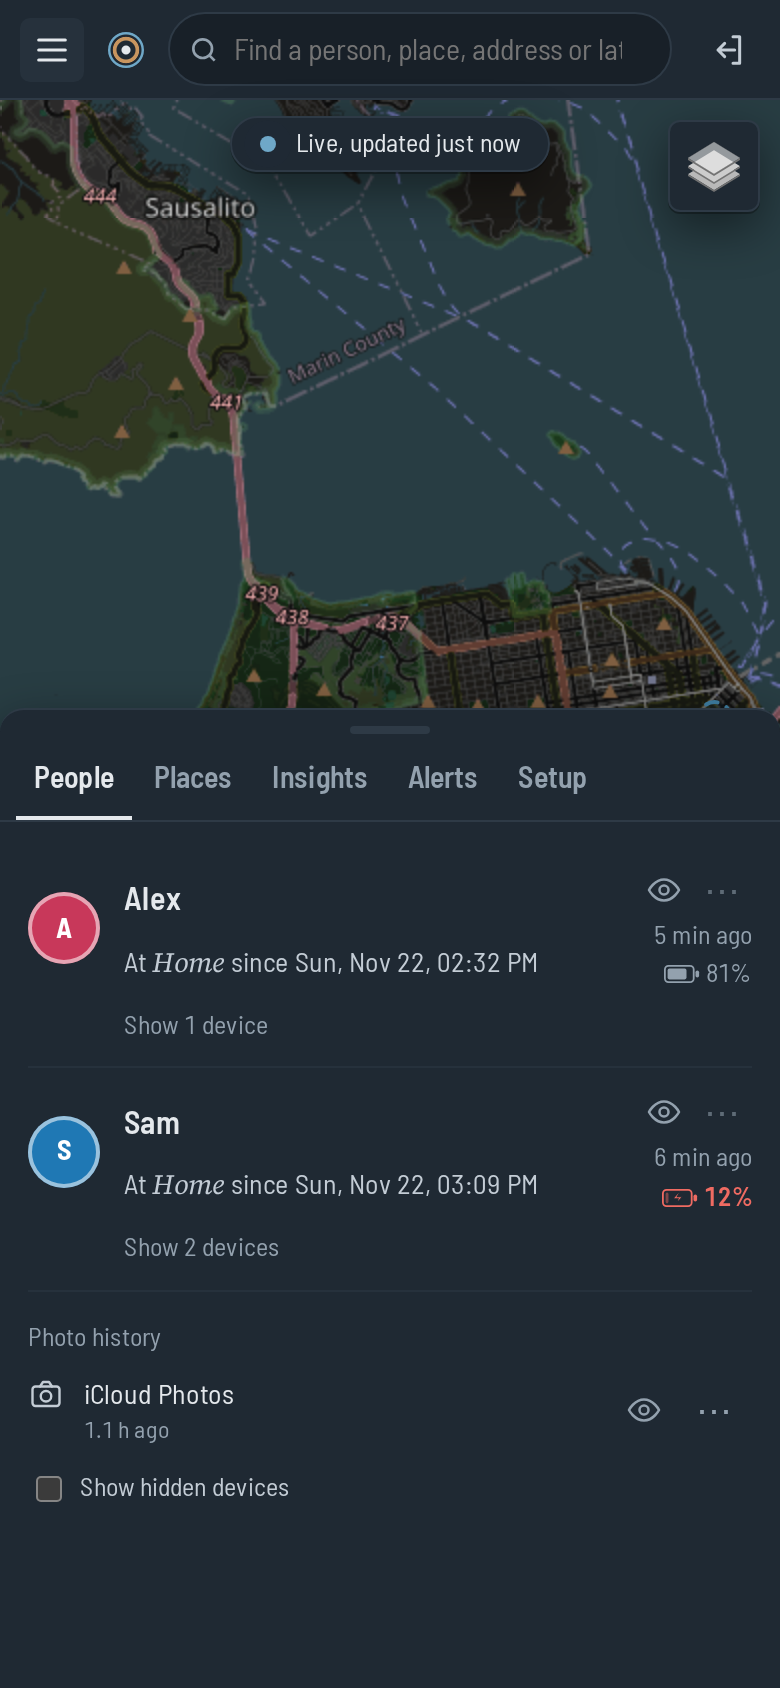 Find a person, place, address or lat
Live, updated just now
444
Sausalito
Marin County
441
439
438
437
People Places Insights Alerts Setup
A
Alex
5 min ago
At Home since Sun, Nov 22, 02:32 PM
81%
Show 1 device
S
Sam
6 min ago
At Home since Sun, Nov 22, 03:09 PM
12%
Show 2 devices
Photo history
iCloud Photos
1.1 h ago
Show hidden devices